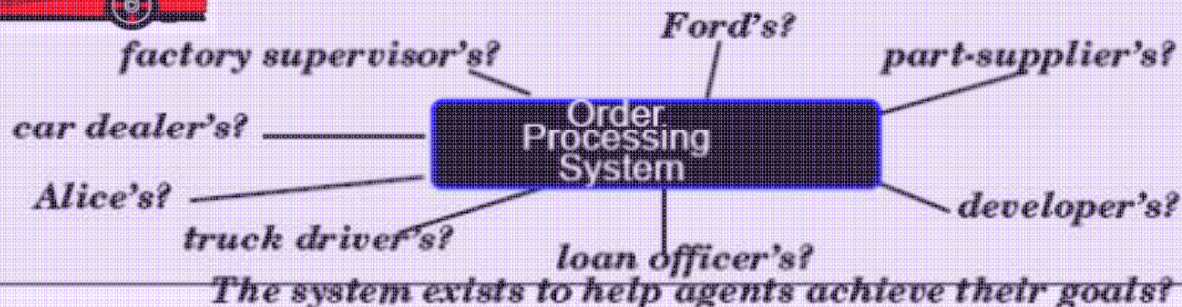 Ford's?
factory supervisor's?
part-supplier's?
Order
Processing
System
car dealer's?
Alice's?
developer's?
truck driver's?
loan officer's?
The system exists to help agents achieve their goals?